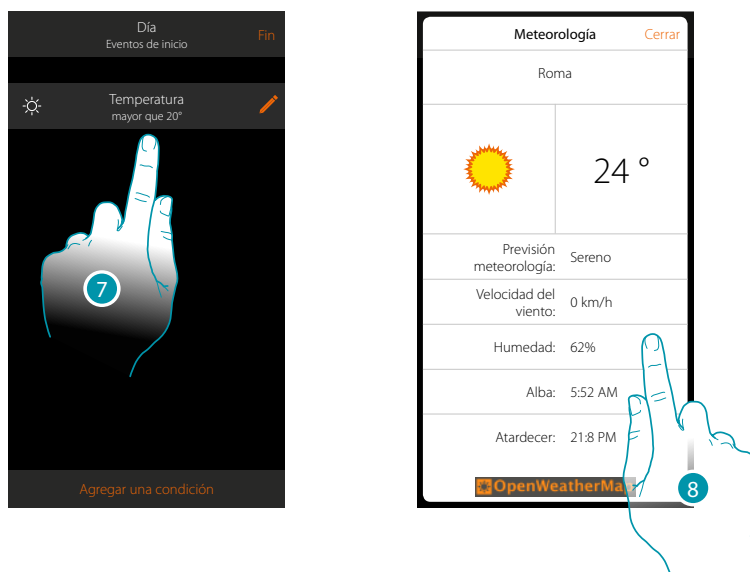 Día
Eventos de inicio
Fin
Temperatura
mayor que 20°
7
Agregar una condición
Meteorología
Cerrar
Roma
24 °
Previsión
meteorología:
Sereno
Velocidad del
viento:
0 km/h
Humedad:
62%
Alba:
5:52 AM
Atardecer:
21:8 PM
8